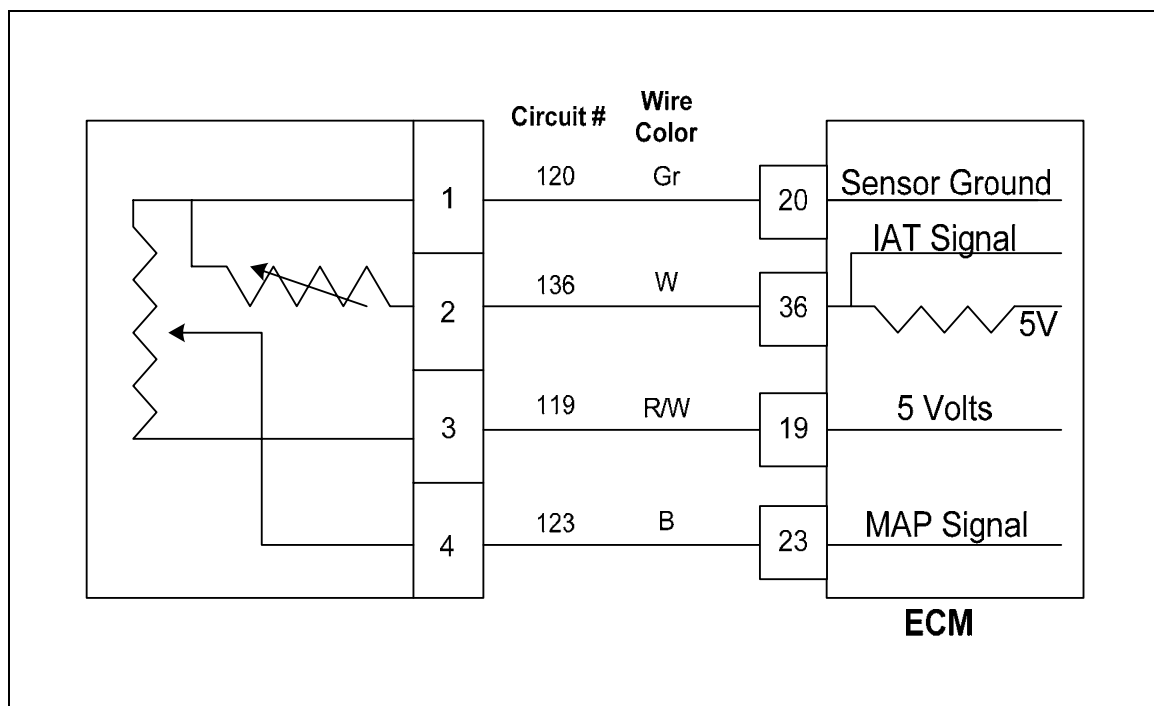 Circuit # Wire Color
1 120 Gr 20 Sensor Ground
IAT Signal
2 136 W 36 5V
3 119 R/W 19 5 Volts
4 123 B 23 MAP Signal
ECM